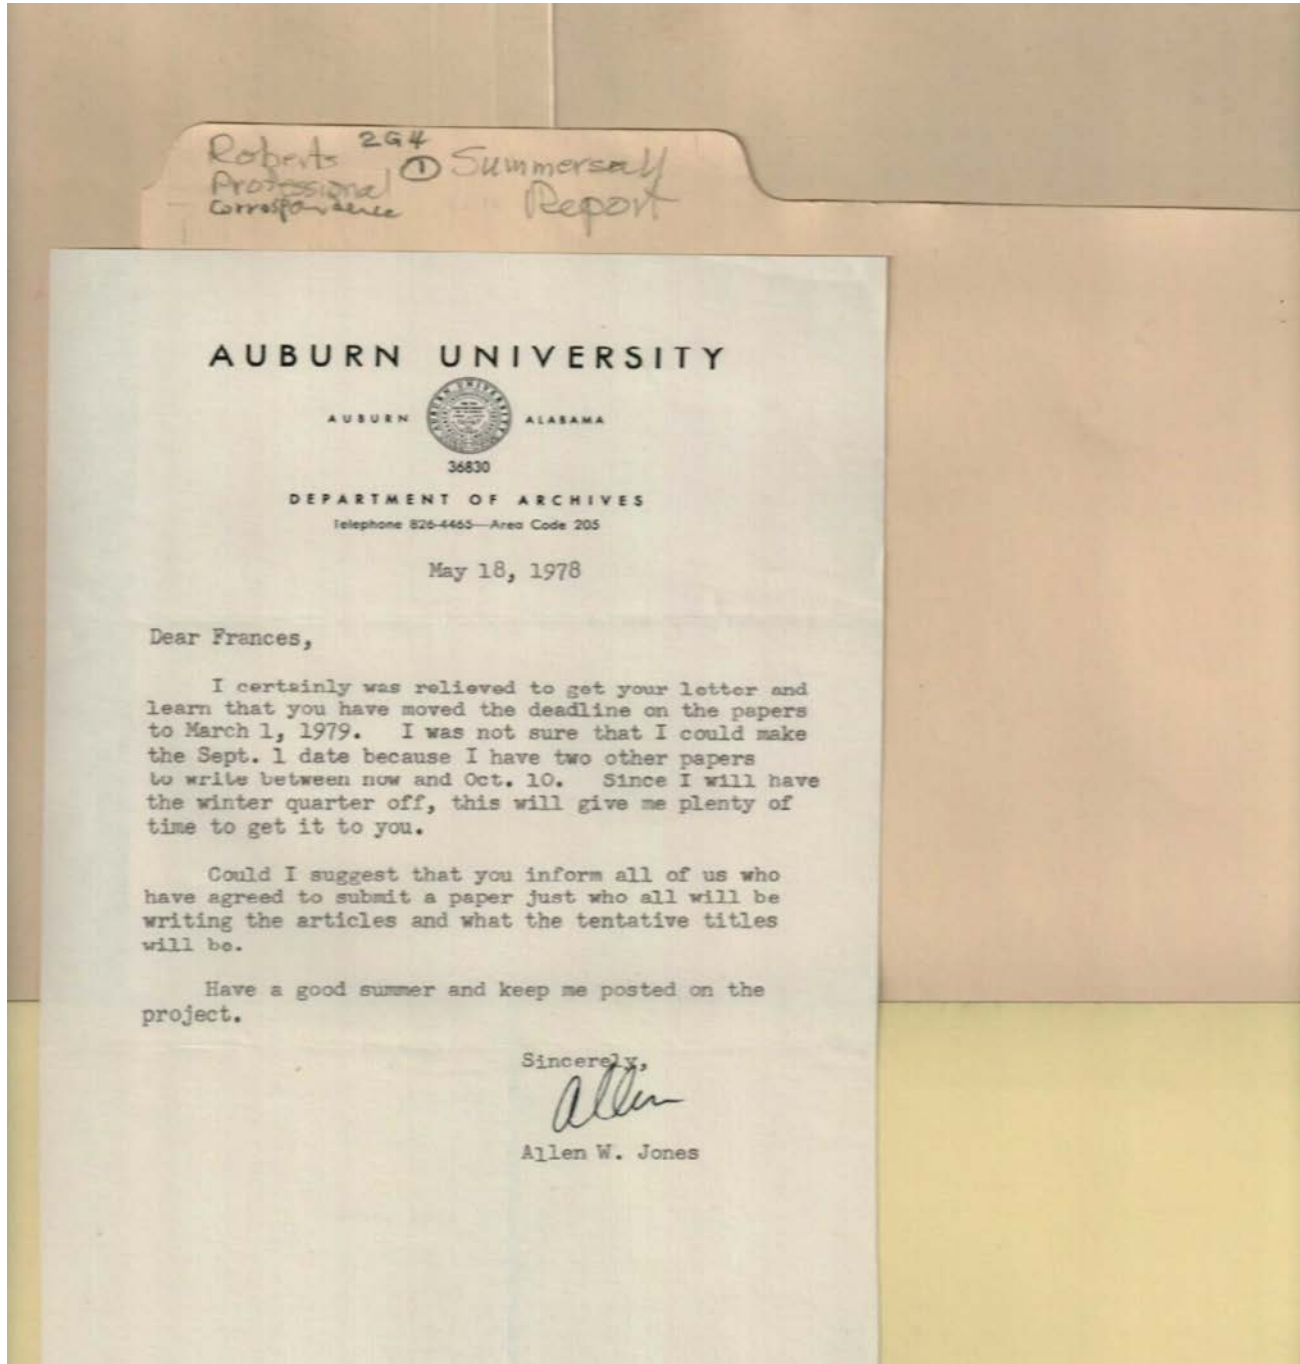 Roberts 2G4
Professional ① Summersell
Correspondence Report
AUBURN UNIVERSITY
AUBURN ALABAMA
36830
DEPARTMENT OF ARCHIVES
Telephone 826-4465—Area Code 205
May 18, 1978
Dear Frances,
I certainly was relieved to get your letter and
learn that you have moved the deadline on the papers
to March 1, 1979. I was not sure that I could make
the Sept. 1 date because I have two other papers
to write between now and Oct. 10. Since I will have
the winter quarter off, this will give me plenty of
time to get it to you.
Could I suggest that you inform all of us who
have agreed to submit a paper just who all will be
writing the articles and what the tentative titles
will be.
Have a good summer and keep me posted on the
project.
Sincerely,
Allen
Allen W. Jones